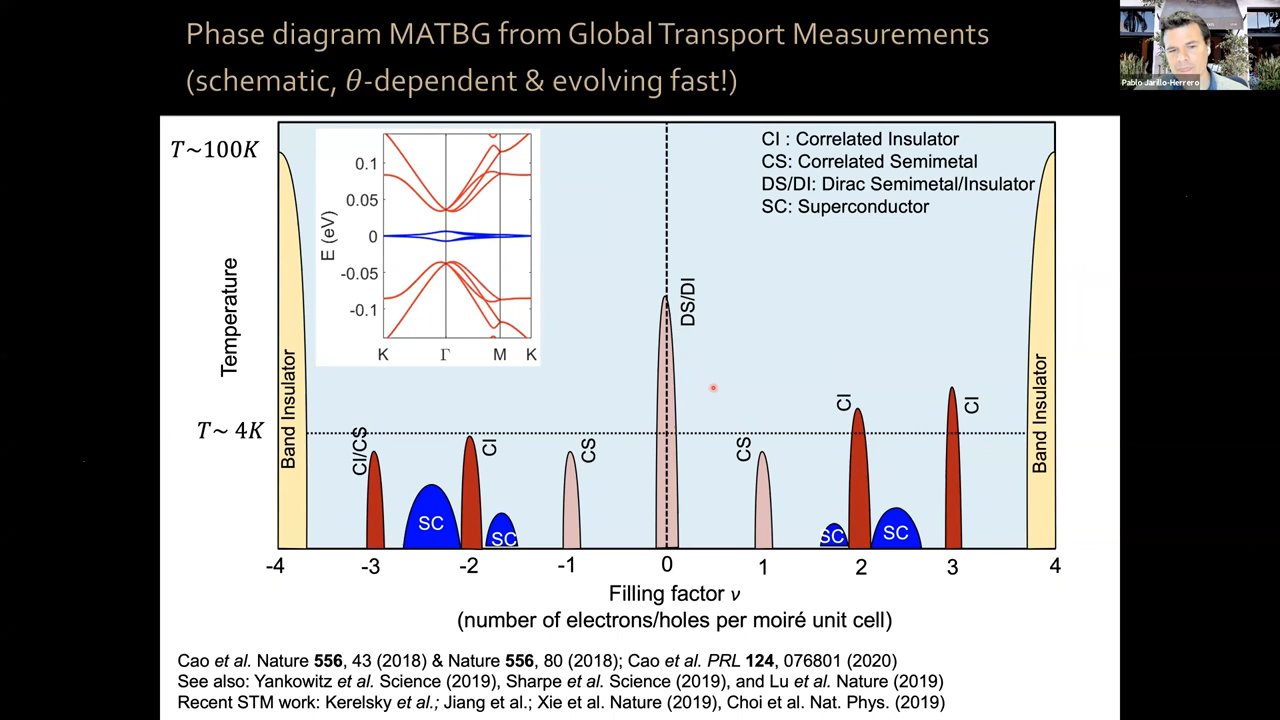 Phase diagram MATBG from Global Transport Measurements
(schematic, θ-dependent & evolving fast!)
Pablo Jarillo-Herrero
T~100K
T~ 4K
Temperature
0.1
0.05
0
-0.05
-0.1
E (eV)
K
Γ
M
K
CI : Correlated Insulator
CS: Correlated Semimetal
DS/DI: Dirac Semimetal/Insulator
SC: Superconductor
Band Insulator
CI/CS
SC
CI
SC
CS
DS/DI
CS
SC
CI
SC
CI
Band Insulator
-4
-3
-2
-1
0
1
2
3
4
Filling factor ν
(number of electrons/holes per moiré unit cell)
Cao et al. Nature 556, 43 (2018) & Nature 556, 80 (2018); Cao et al. PRL 124, 076801 (2020)
See also: Yankowitz et al. Science (2019), Sharpe et al. Science (2019), and Lu et al. Nature (2019)
Recent STM work: Kerelsky et al.; Jiang et al.; Xie et al. Nature (2019), Choi et al. Nat. Phys. (2019)